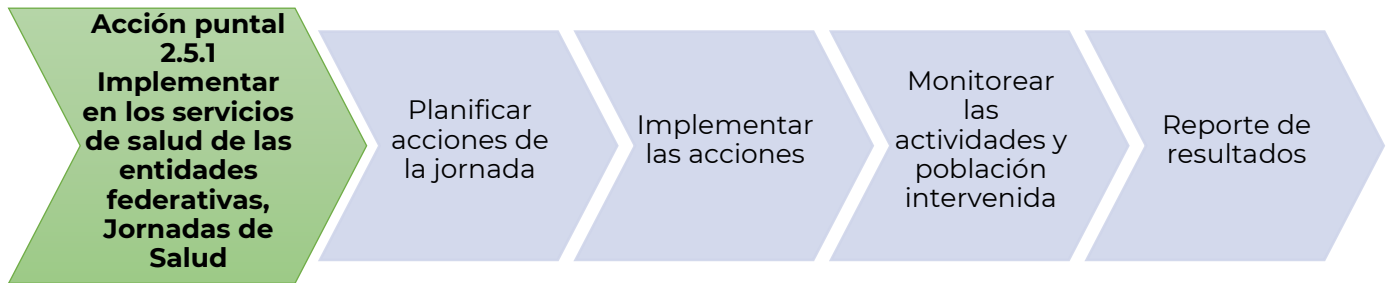 Acción puntal
2.5.1
Implementar
en los servicios
de salud de las
entidades
federativas,
Jornadas de
Salud
Planificar
acciones de
la jornada
Implementar
las acciones
Monitorear
las
actividades y
población
intervenida
Reporte de
resultados